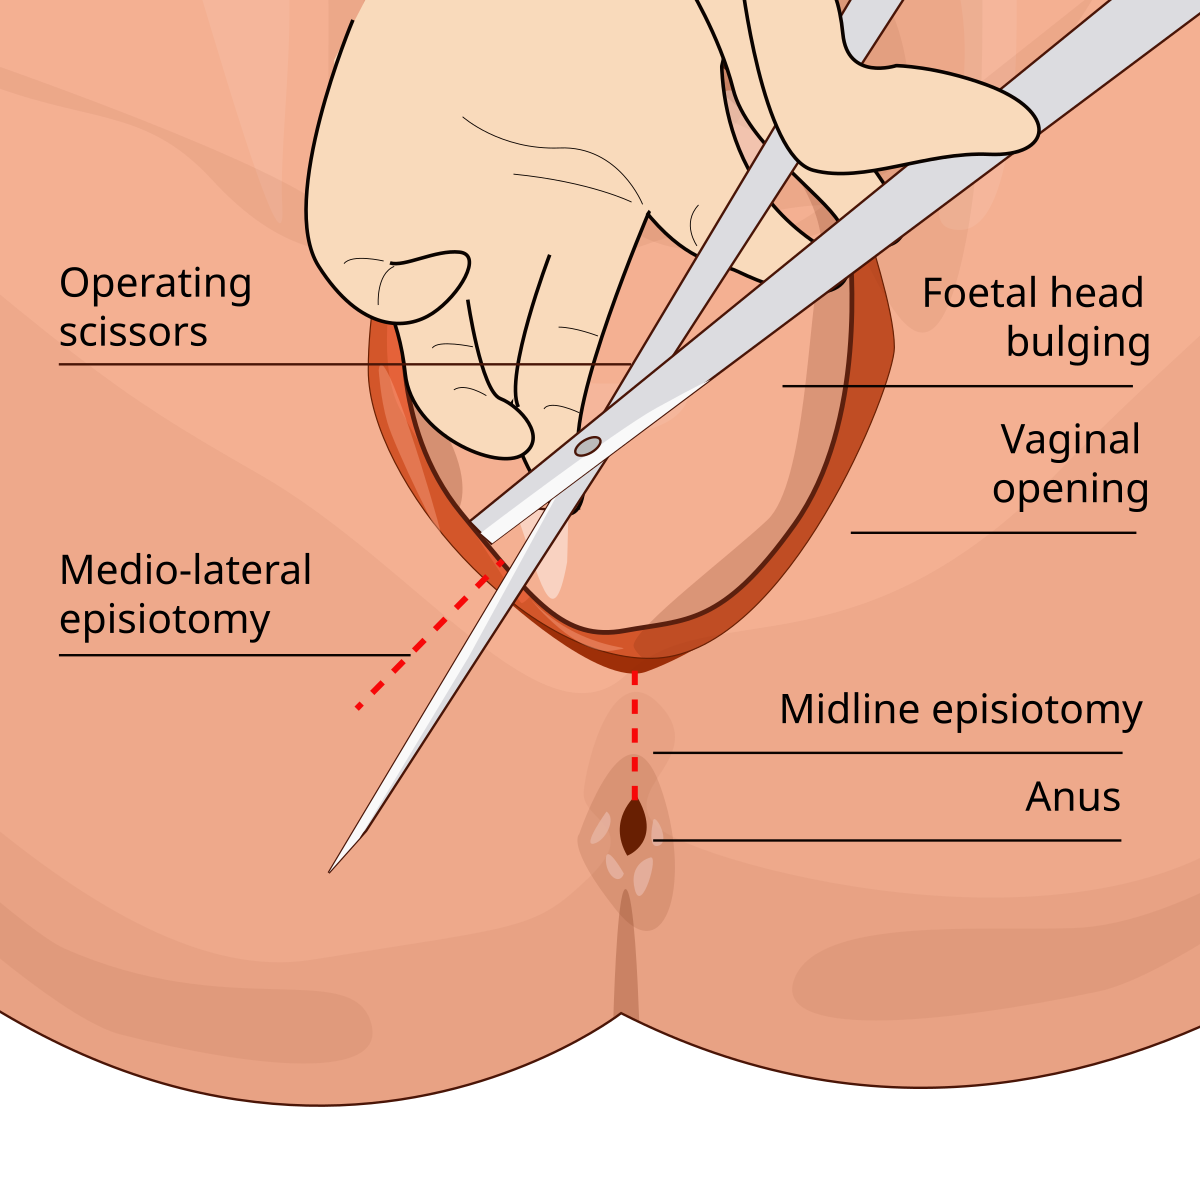 Operating
scissors
Foetal head
bulging
Vaginal
opening
Medio-lateral
episiotomy
Midline episiotomy
Anus